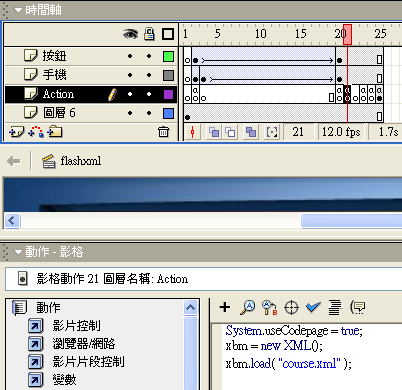 時間軸
1 5 10 15 20 25
按鈕
手機
Action
圖層 6
21 12.0 fps 1.7s
flashxml
動作 - 影格
影格動作 21 圖層名稱: Action
動作
影片控制
瀏覽器/網路
影片片段控制
變數
System.useCodepage = true;
xbm = new XML();
xbm.load( "course.xml" );